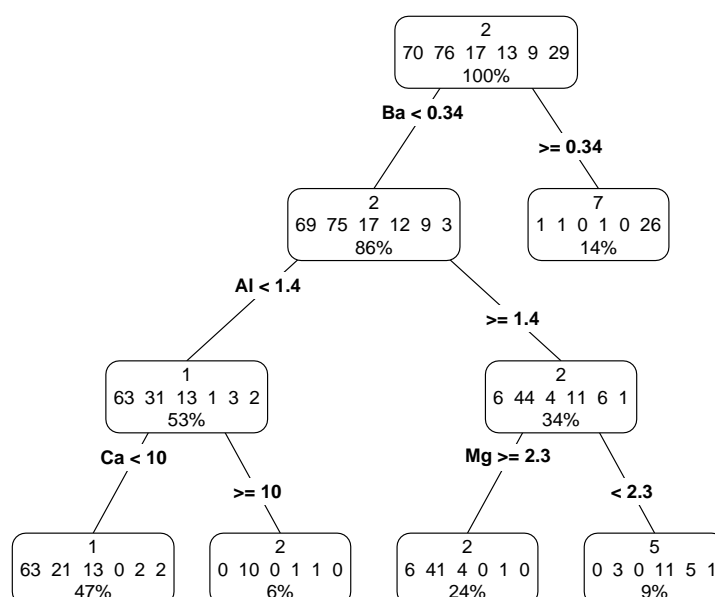 2
70 76 17 13 9 29
100%
Ba < 0.34
>= 0.34
2
69 75 17 12 9 3
86%
7
1 1 0 1 0 26
14%
Al < 1.4
>= 1.4
1
63 31 13 1 3 2
53%
2
6 44 4 11 6 1
34%
Ca < 10
>= 10
Mg >= 2.3
< 2.3
1
63 21 13 0 2 2
47%
2
0 10 0 1 1 0
6%
2
6 41 4 0 1 0
24%
5
0 3 0 11 5 1
9%